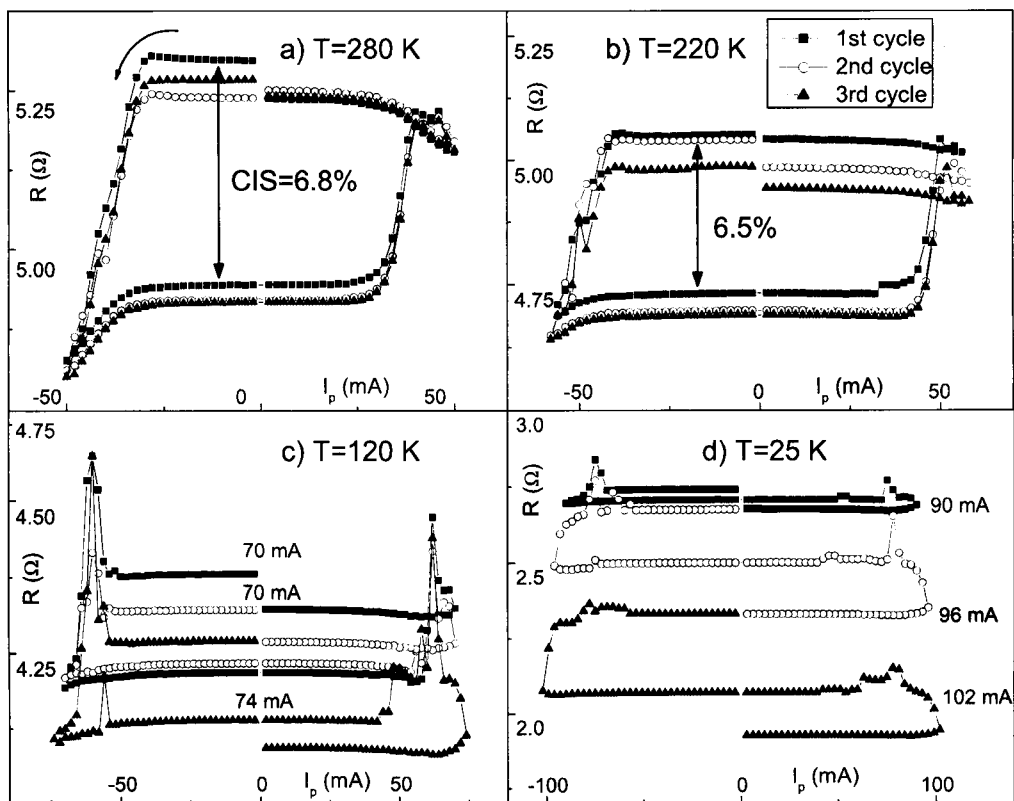 a) T=280 K
5.25
5.00
R (Ω)
CIS=6.8%
-50
0
50
I_p (mA)
b) T=220 K
1st cycle
2nd cycle
3rd cycle
5.25
5.00
4.75
R (Ω)
6.5%
-50
0
50
I_p (mA)
c) T=120 K
4.75
4.50
4.25
R (Ω)
70 mA
70 mA
74 mA
-50
0
50
I_p (mA)
d) T=25 K
3.0
2.5
2.0
R (Ω)
90 mA
96 mA
102 mA
-100
0
100
I_p (mA)